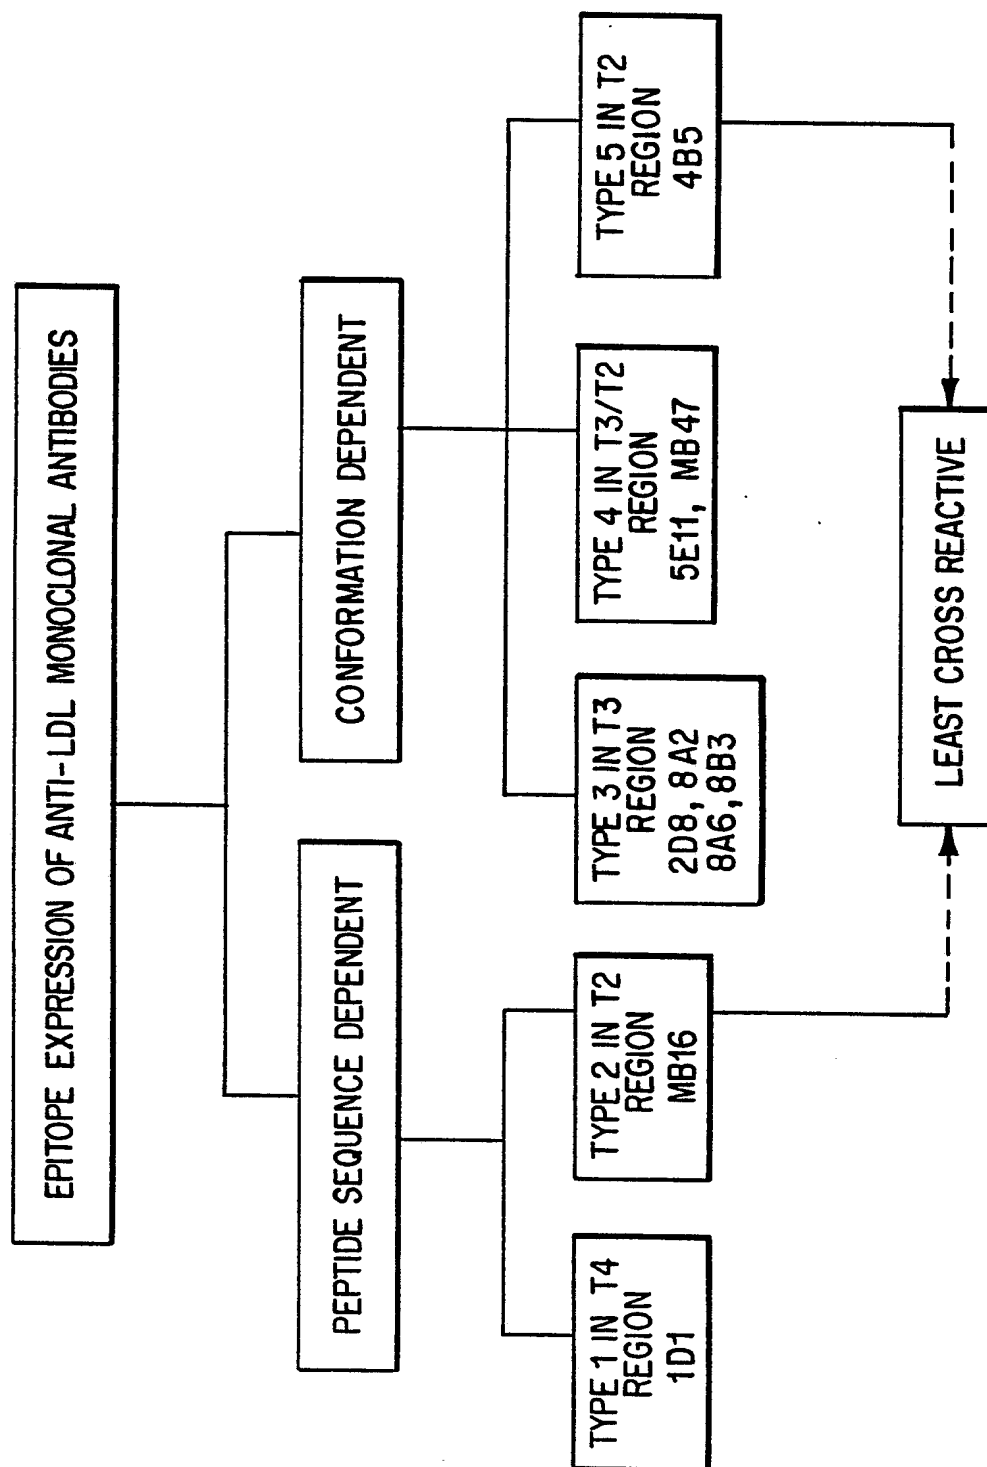 EPITOPE EXPRESSION OF ANTI-LDL MONOCLONAL ANTIBODIES
PEPTIDE SEQUENCE DEPENDENT
CONFORMATION DEPENDENT
TYPE 1 IN T4
REGION
1D1
TYPE 2 IN T2
REGION
MB16
TYPE 3 IN T3
REGION
2D8, 8A2
8A6, 8B3
TYPE 4 IN T3/T2
REGION
5E11, MB47
TYPE 5 IN T2
REGION
4B5
LEAST CROSS REACTIVE